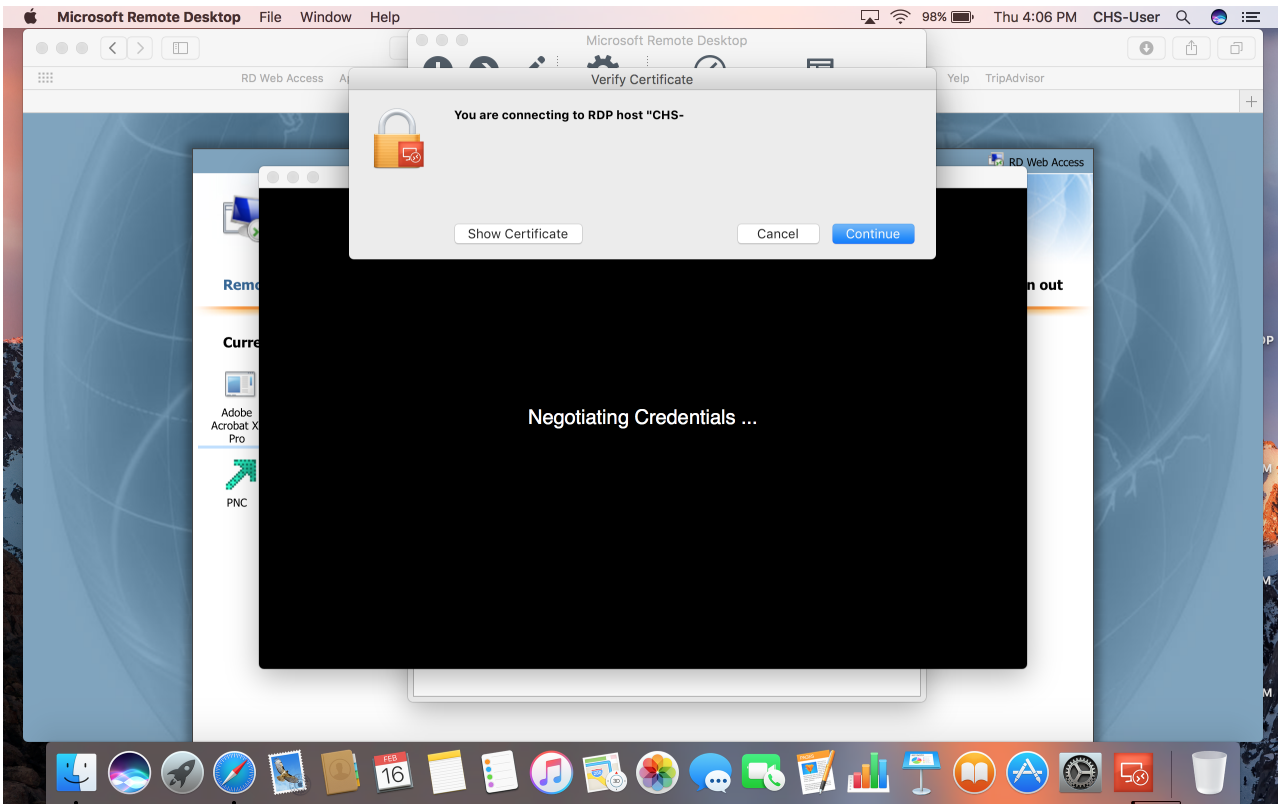 Microsoft Remote Desktop File Window Help 98% Thu 4:06 PM CHS-User
Microsoft Remote Desktop
RD Web Access Yelp TripAdvisor
Verify Certificate
You are connecting to RDP host "CHS-
RD Web Access
Show Certificate Cancel Continue
out
Adobe
Acrobat X
Pro
Negotiating Credentials ...
PNC
FEB
16